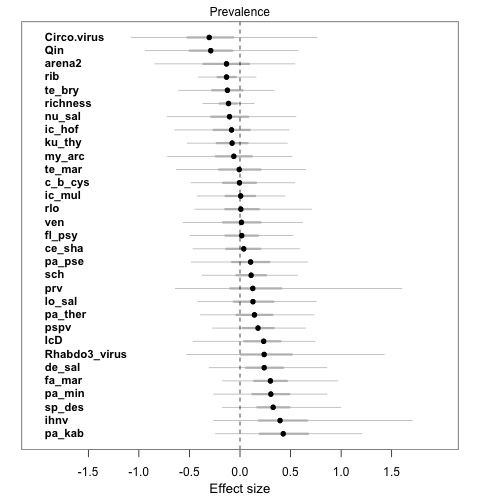 Prevalence
Circo.virus
Qin
arena2
rib
te_bry
richness
nu_sal
ic_hof
ku_thy
my_arc
te_mar
c_b_cys
ic_mul
rlo
ven
fl_psy
ce_sha
pa_pse
sch
prv
lo_sal
pa_ther
pspv
IcD
Rhabdo3_virus
de_sal
fa_mar
pa_min
sp_des
ihnv
pa_kab
-1.5 -1.0 -0.5 0.0 0.5 1.0 1.5
Effect size